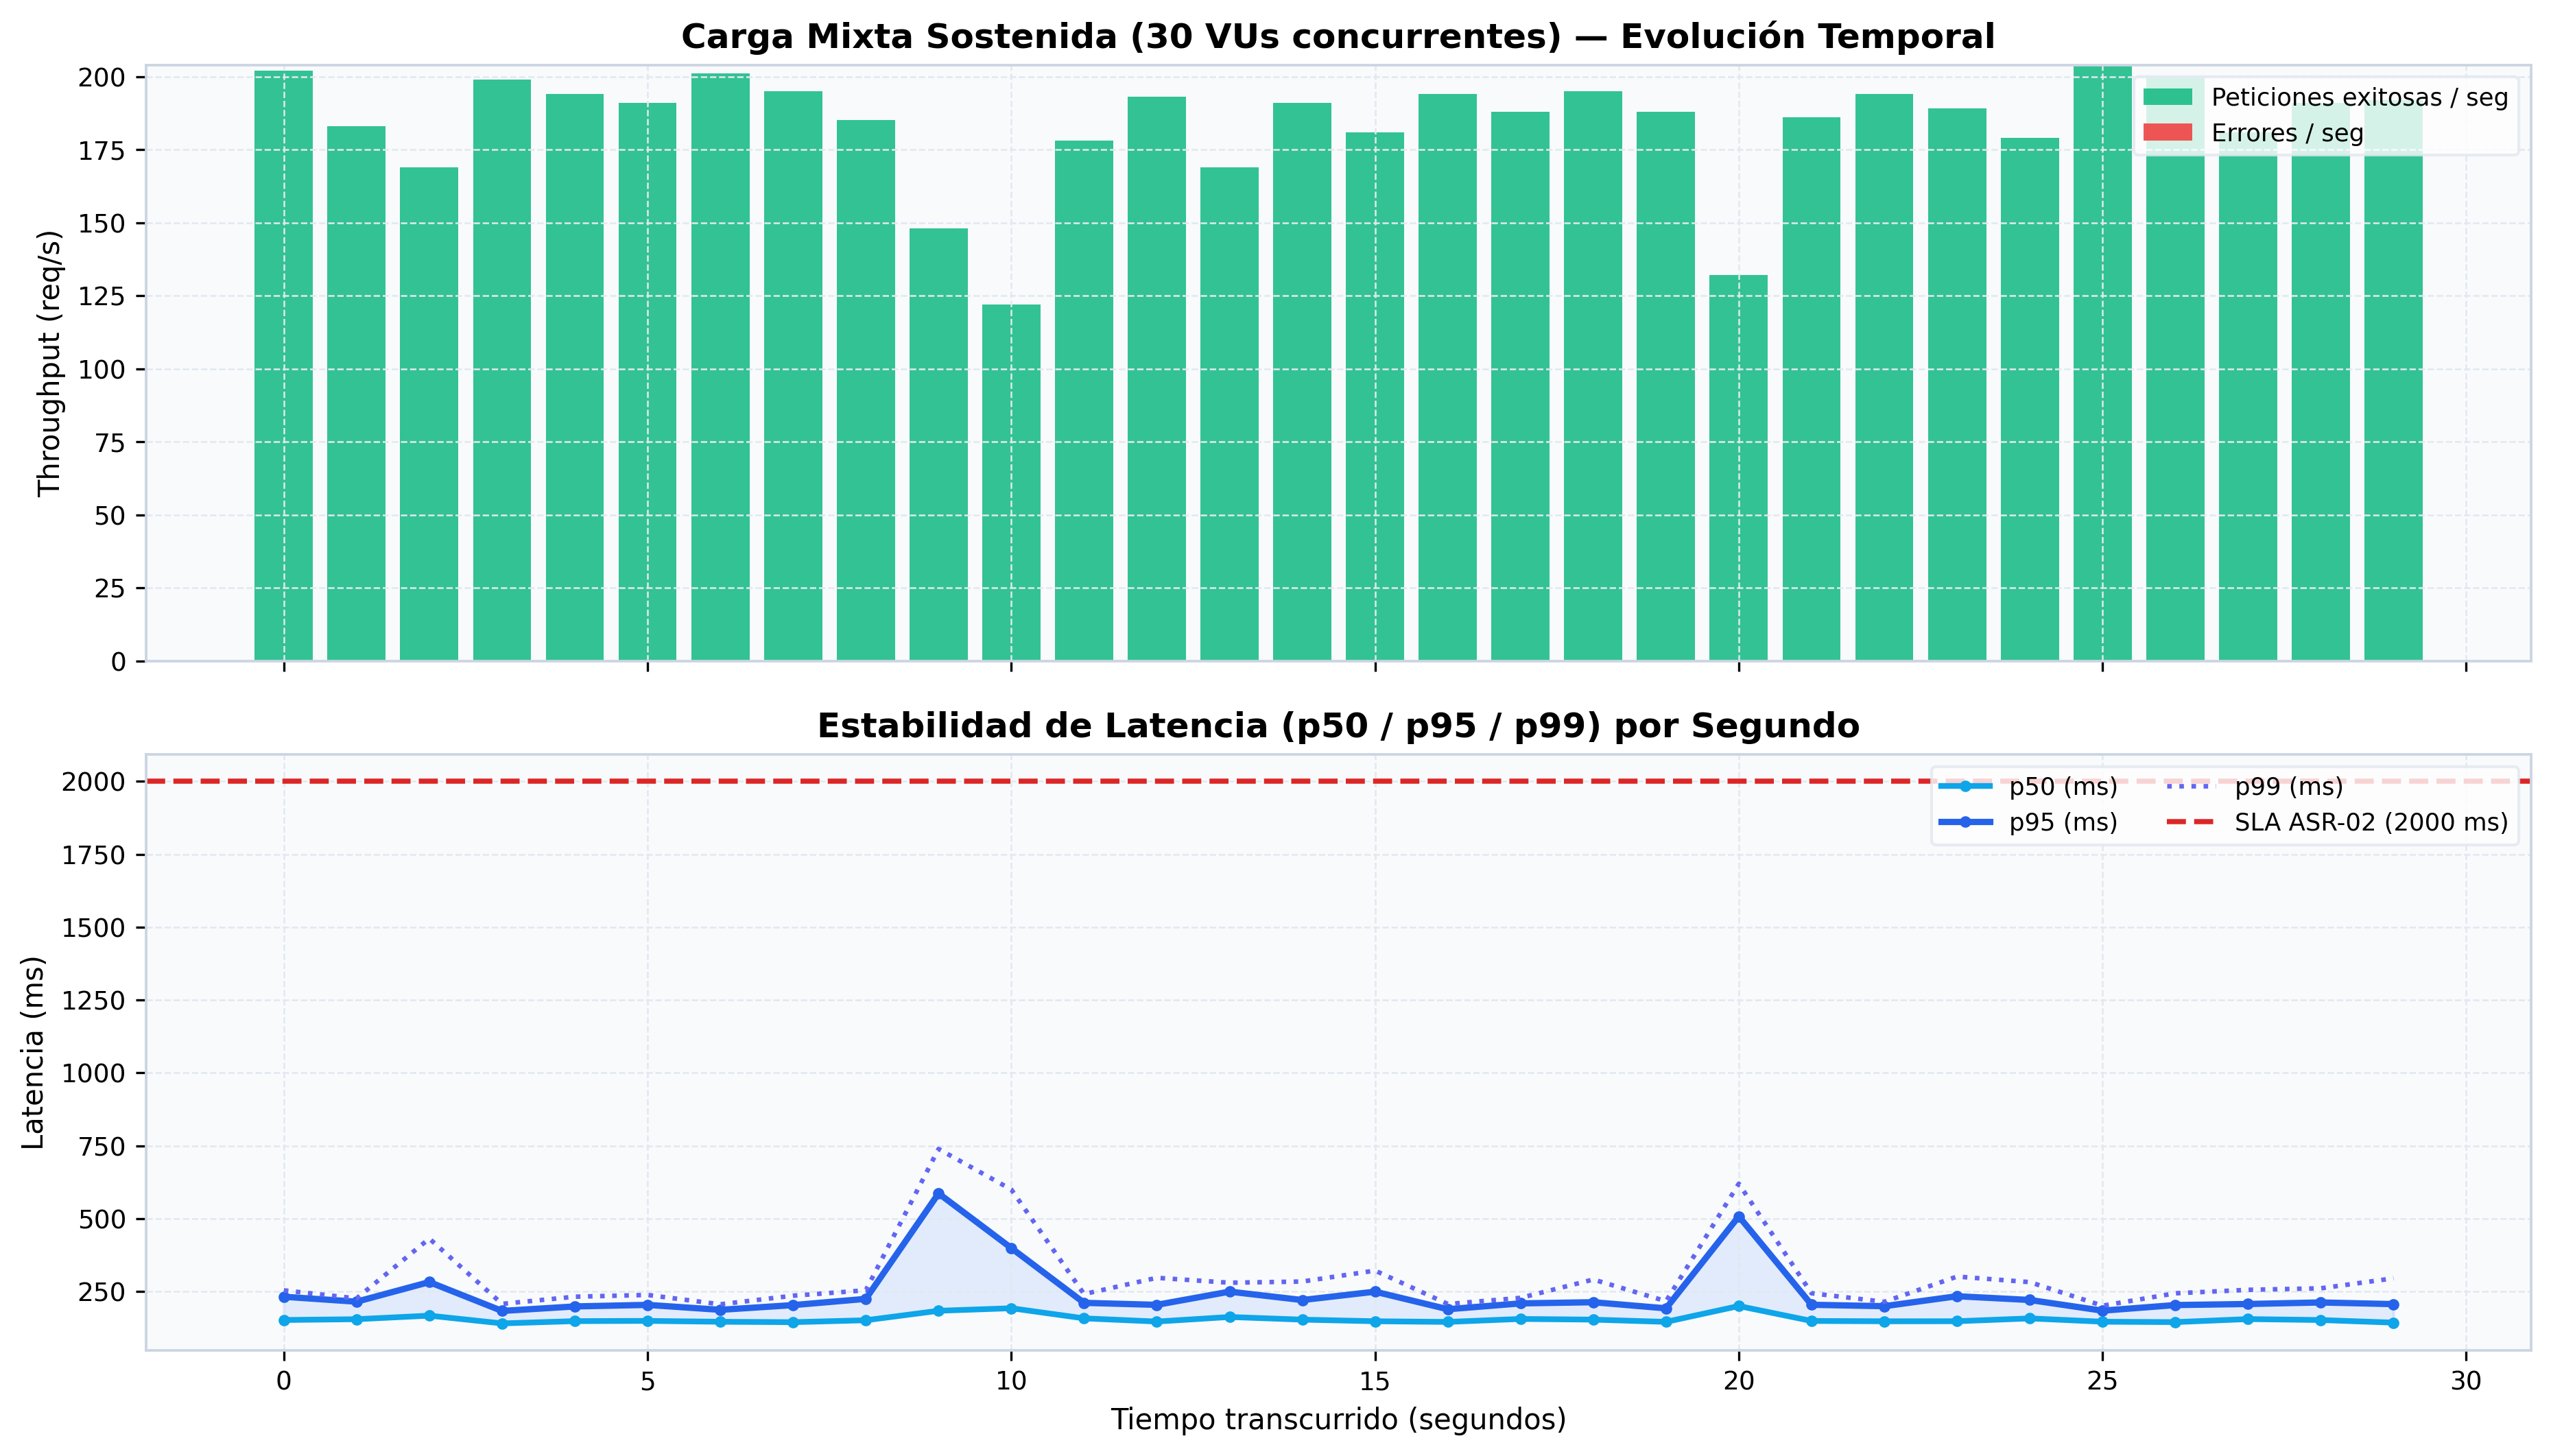 Carga Mixta Sostenida (30 VUs concurrentes) — Evolución Temporal
200
175
150
125
100
75
50
25
0
Throughput (req/s)
Peticiones exitosas / seg
Errores / seg
Estabilidad de Latencia (p50 / p95 / p99) por Segundo
2000
1750
1500
1250
1000
750
500
250
Latencia (ms)
p50 (ms)
p95 (ms)
p99 (ms)
SLA ASR-02 (2000 ms)
0 5 10 15 20 25 30
Tiempo transcurrido (segundos)